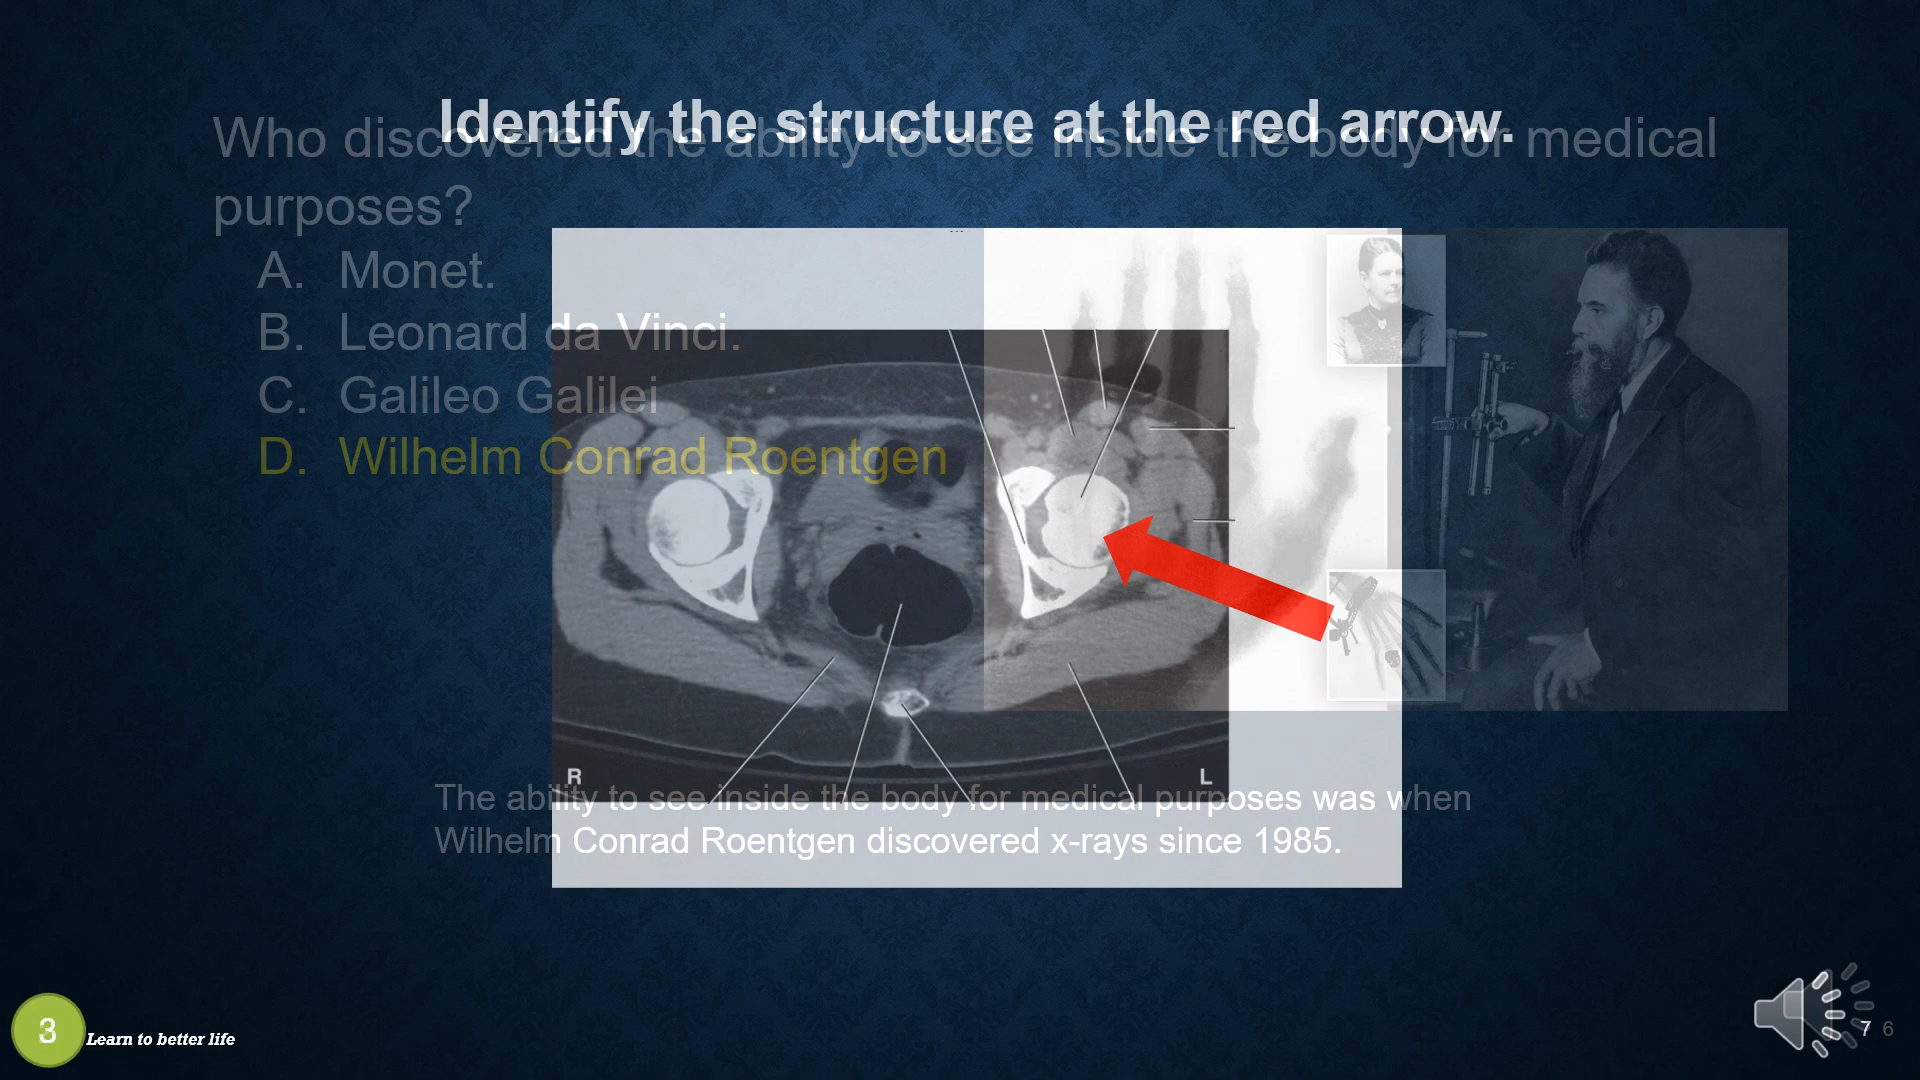 Identify the structure at the red arrow.
Who discovered the ability to see inside the body for medical
purposes?
A. Monet.
B. Leonard da Vinci.
C. Galileo Galilei
D. Wilhelm Conrad Roentgen
...
R L
The ability to see inside the body for medical purposes was when
Wilhelm Conrad Roentgen discovered x-rays since 1985.
3 Learn to better life
7 6